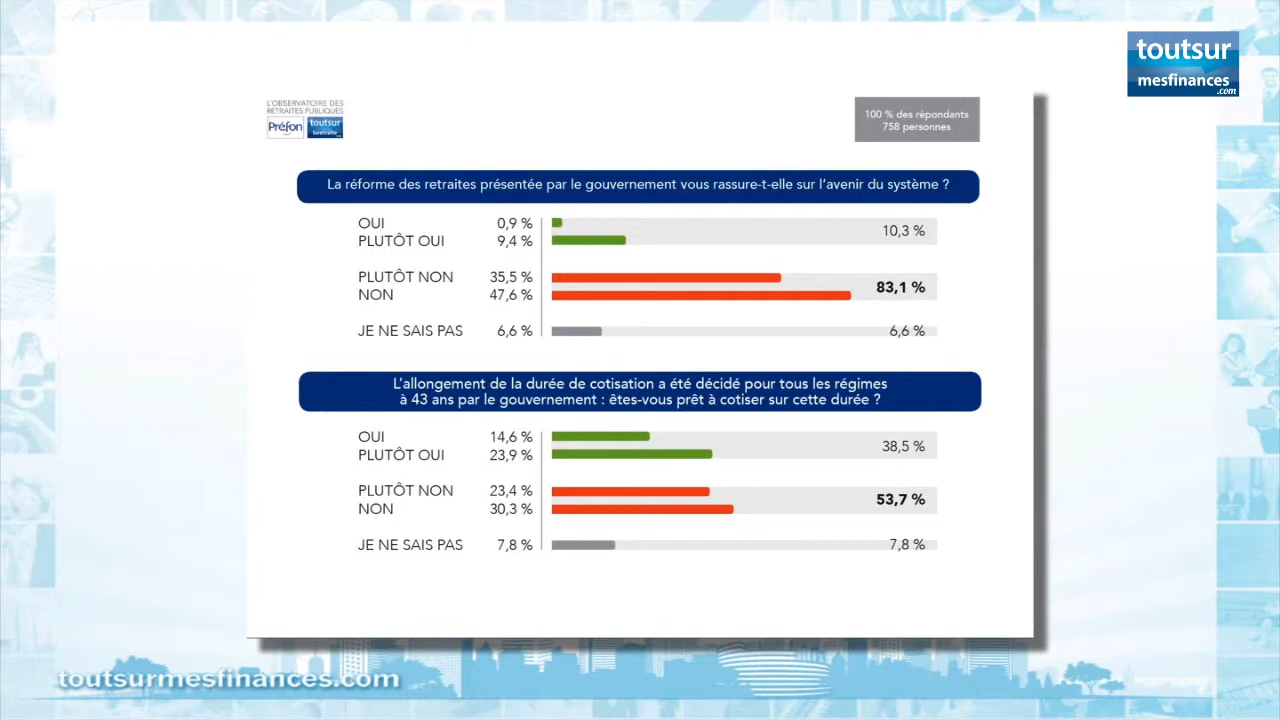 toutsur
mesfinances
.com
L'OBSERVATOIRE DES
RETRAITES PUBLIQUES
Préfon
toutsur
laretraite
100 % des répondants
758 personnes
La réforme des retraites présentée par le gouvernement vous rassure-t-elle sur l'avenir du système ?
OUI 0,9 %
10,3 %
PLUTÔT OUI 9,4 %
PLUTÔT NON 35,5 %
83,1 %
NON 47,6 %
JE NE SAIS PAS 6,6 % 6,6 %
L'allongement de la durée de cotisation a été décidé pour tous les régimes
à 43 ans par le gouvernement : êtes-vous prêt à cotiser sur cette durée ?
OUI 14,6 %
38,5 %
PLUTÔT OUI 23,9 %
PLUTÔT NON 23,4 %
53,7 %
NON 30,3 %
JE NE SAIS PAS 7,8 % 7,8 %
toutsurmesfinances.com